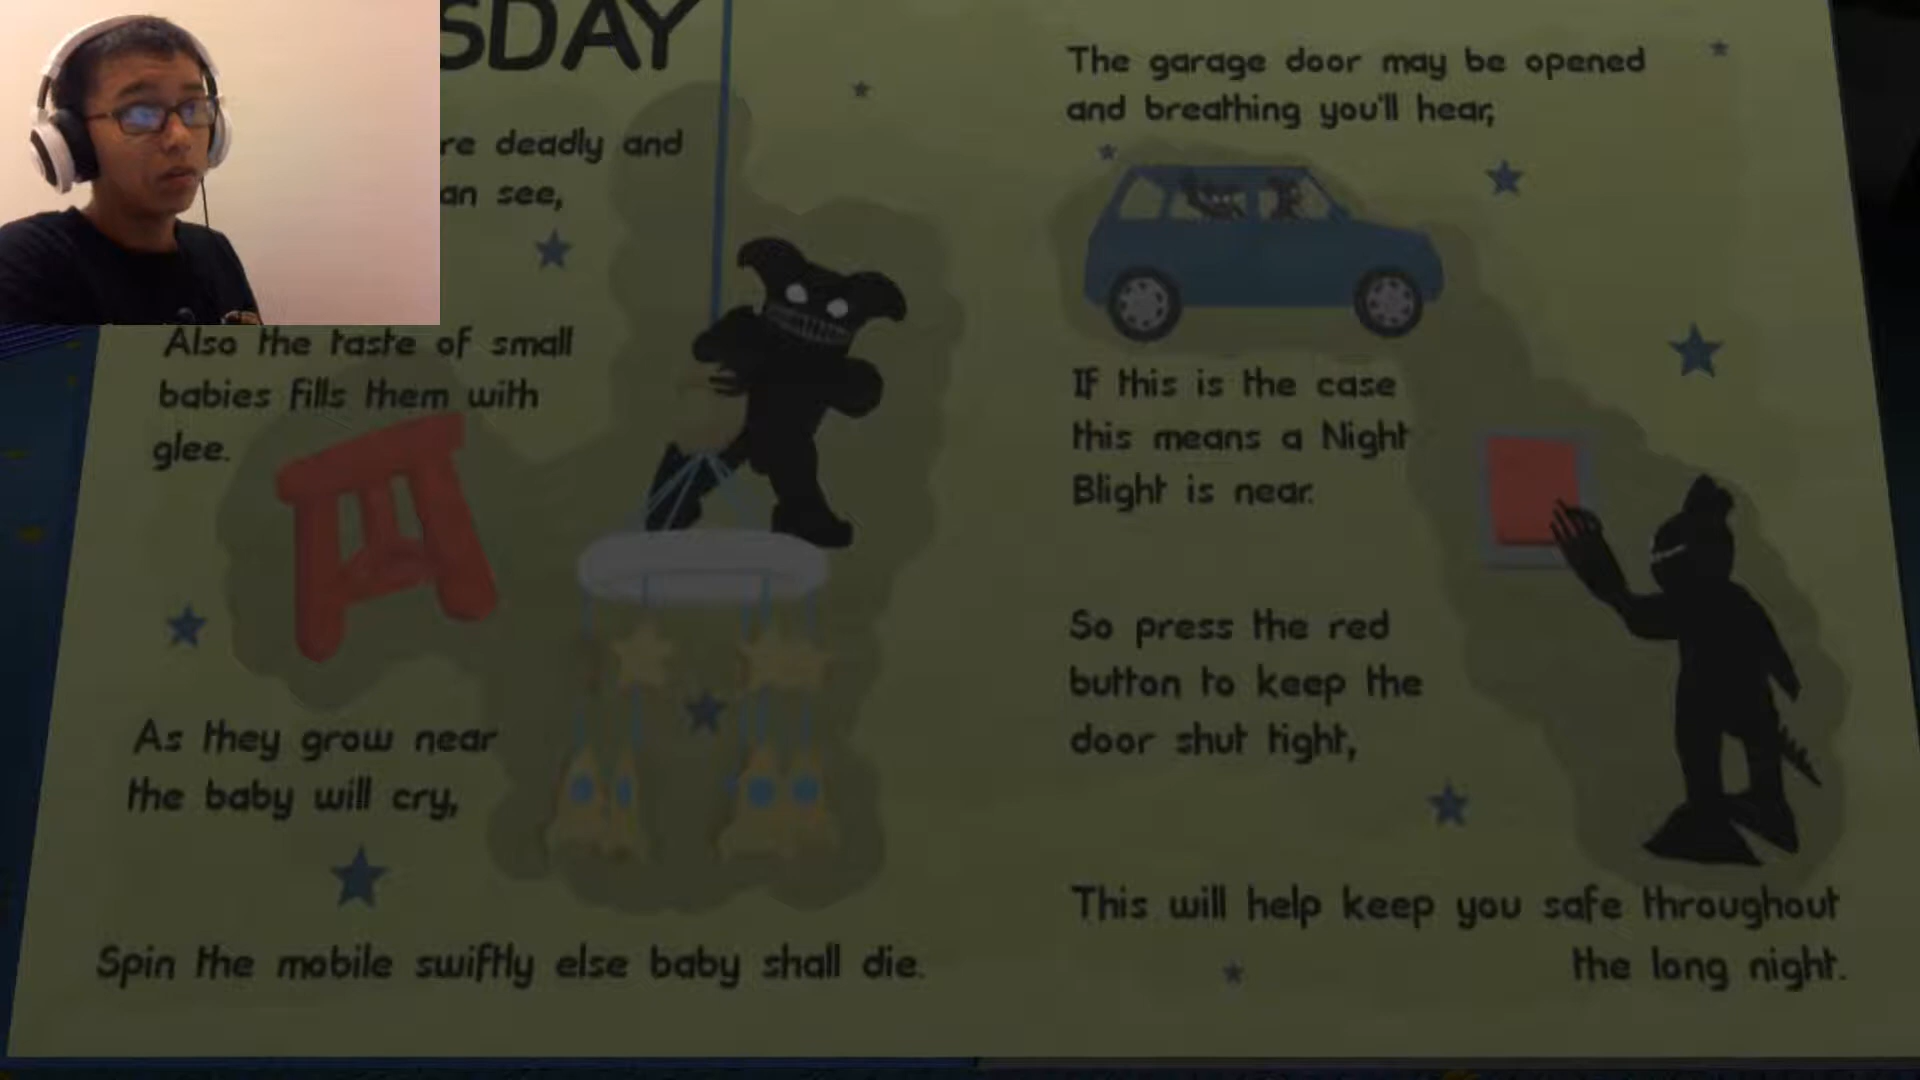 SDAY
re deadly and
an see,
Also the taste of small
babies fills them with
glee.
As they grow near
the baby will cry,
Spin the mobile swiftly else baby shall die.
The garage door may be opened
and breathing you'll hear,
If this is the case
this means a Night
Blight is near.
So press the red
button to keep the
door shut tight,
This will help keep you safe throughout
the long night.